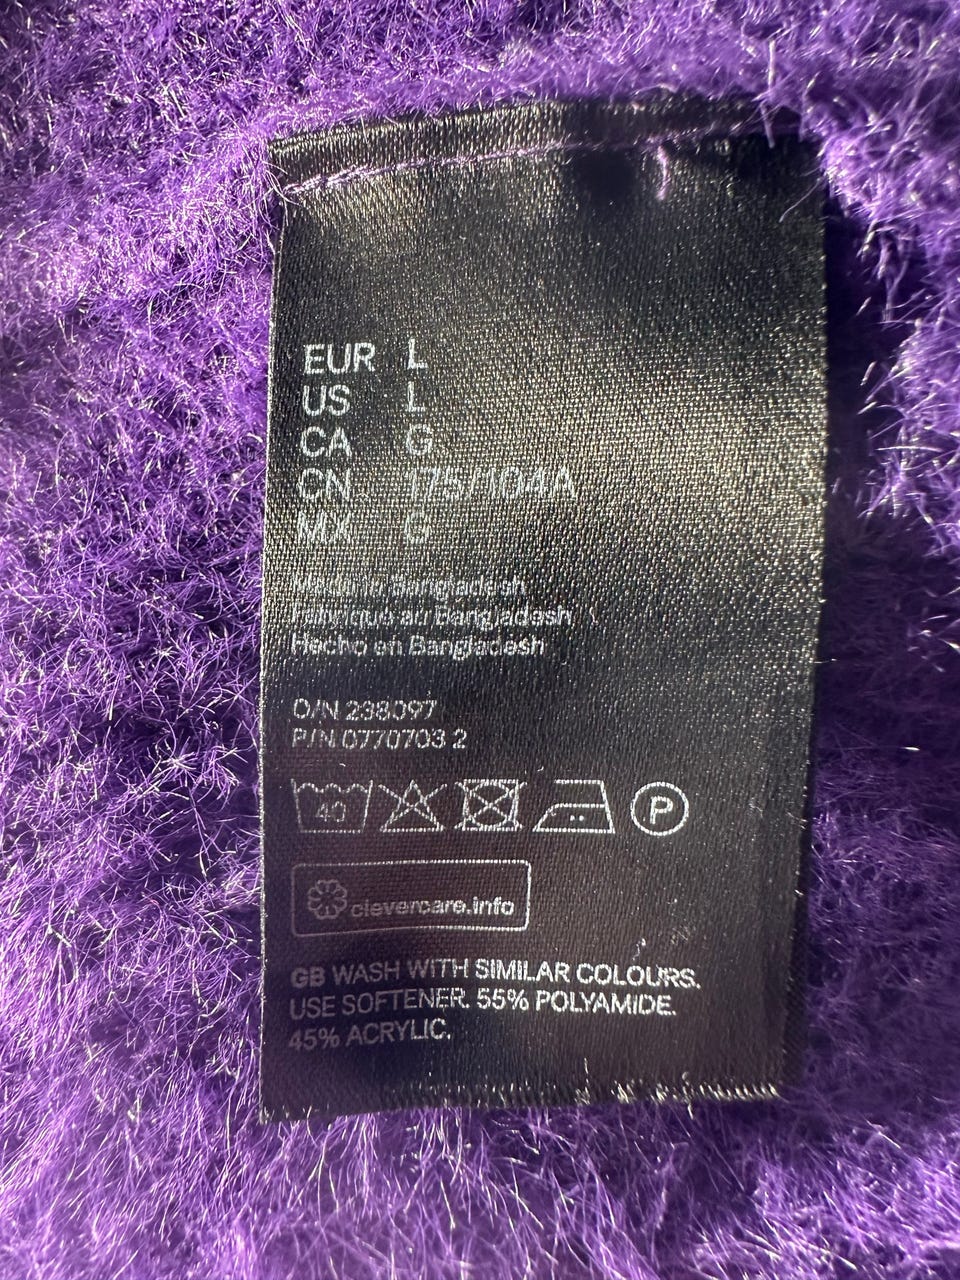 EUR L
US L
CA G
CN 175/104A
MX G
Made in Bangladesh
Fabriqué au Bangladesh
Hecho en Bangladesh
O/N 238097
P/N 0770703 2
40 P
clevercare.info
GB WASH WITH SIMILAR COLOURS.
USE SOFTENER. 55% POLYAMIDE.
45% ACRYLIC.